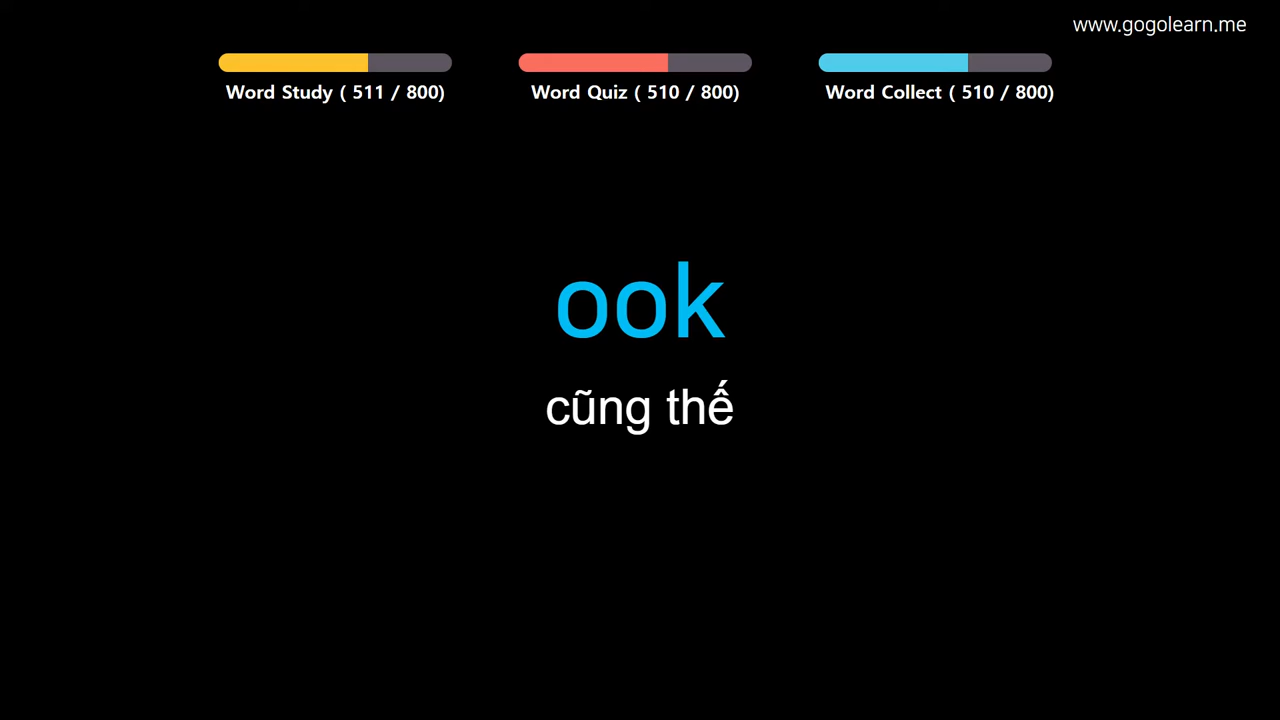 www.gogolearn.me
Word Study ( 511 / 800)
Word Quiz ( 510 / 800)
Word Collect ( 510 / 800)
ook
cũng thế